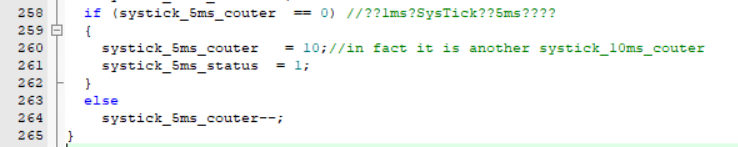 258 if (systick_5ms_couter == 0) //??1ms?SysTick??5ms????
259 {
260 systick_5ms_couter = 10;//in fact it is another systick_10ms_couter
261 systick_5ms_status = 1;
262 }
263 else
264 systick_5ms_couter--;
265 }